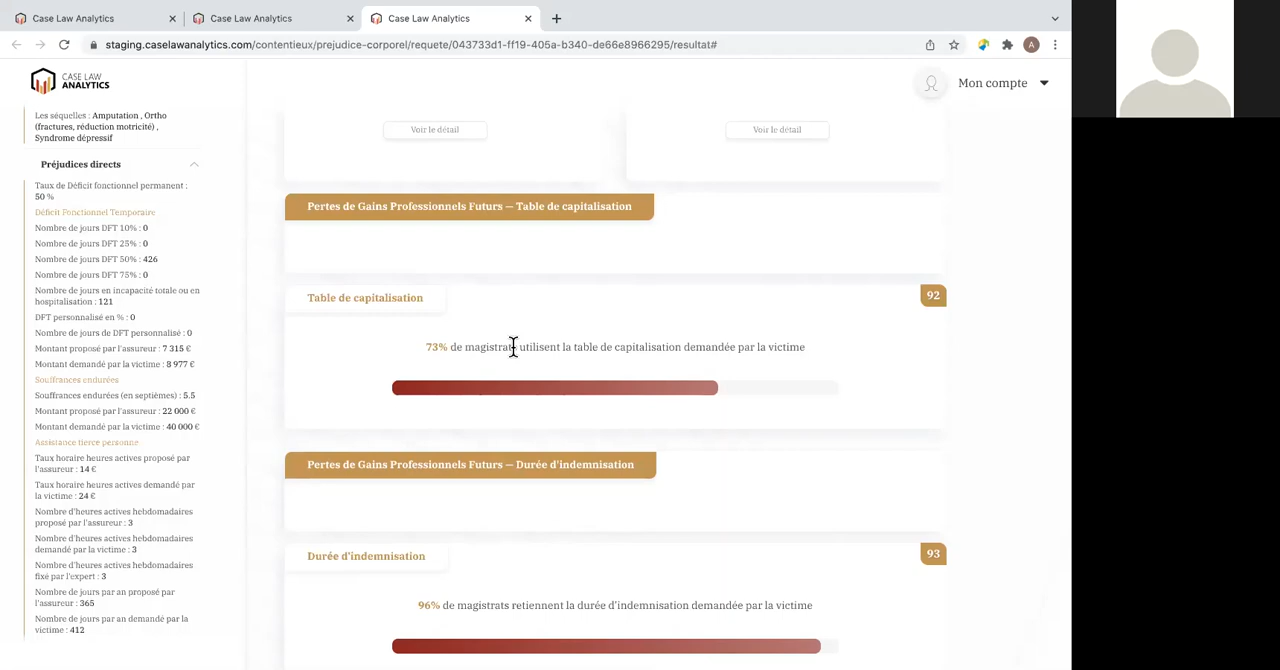 Case Law Analytics
Case Law Analytics
Case Law Analytics
staging.caselawanalytics.com/contentieux/prejudice-corporel/requete/043733d1-ff19-405a-b340-de66e8966295/resultat#
A
CASE LAW
ANALYTICS
Mon compte
Les séquelles : Amputation , Ortho
(fractures, réduction motricité) ,
Syndrome dépressif
Préjudices directs
Taux de Déficit fonctionnel permanent :
50 %
Déficit Fonctionnel Temporaire
Nombre de jours DFT 10% : 0
Nombre de jours DFT 25% : 0
Nombre de jours DFT 50% : 426
Nombre de jours DFT 75% : 0
Nombre de jours en incapacité totale ou en
hospitalisation : 121
DFT personnalisé en % : 0
Nombre de jours de DFT personnalisé : 0
Montant proposé par l'assureur : 7 315 €
Montant demandé par la victime : 8 977 €
Souffrances endurées
Souffrances endurées (en septièmes) : 5.5
Montant proposé par l'assureur : 22 000 €
Montant demandé par la victime : 40 000 €
Assistance tierce personne
Taux horaire heures actives proposé par
l'assureur : 14 €
Taux horaire heures actives demandé par
la victime : 24 €
Nombre d'heures actives hebdomadaires
proposé par l'assureur : 3
Nombre d'heures actives hebdomadaires
demandé par la victime : 3
Nombre d'heures actives hebdomadaires
fixé par l'expert : 3
Nombre de jours par an proposé par
l'assureur : 365
Nombre de jours par an demandé par la
victime : 412
Voir le détail
Voir le détail
Pertes de Gains Professionnels Futurs — Table de capitalisation
Table de capitalisation
92
73% de magistrats utilisent la table de capitalisation demandée par la victime
Pertes de Gains Professionnels Futurs — Durée d'indemnisation
Durée d'indemnisation
93
96% de magistrats retiennent la durée d'indemnisation demandée par la victime